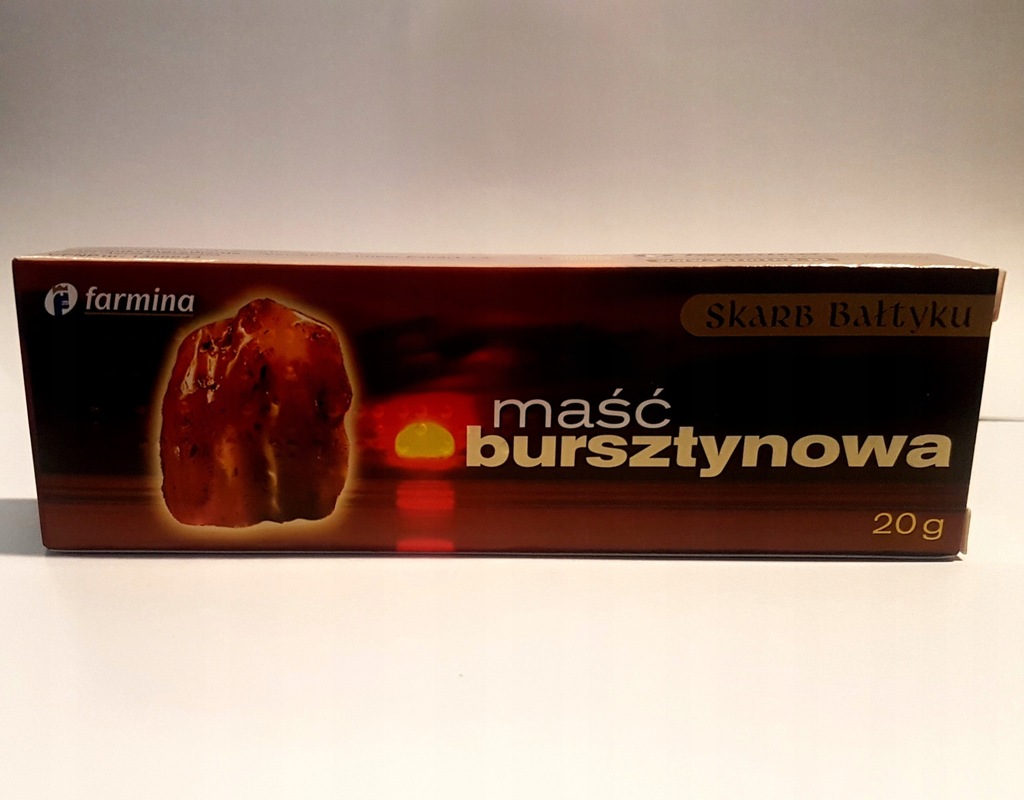 farmina
Skarb Bałtyku
maść
bursztynowa
20 g